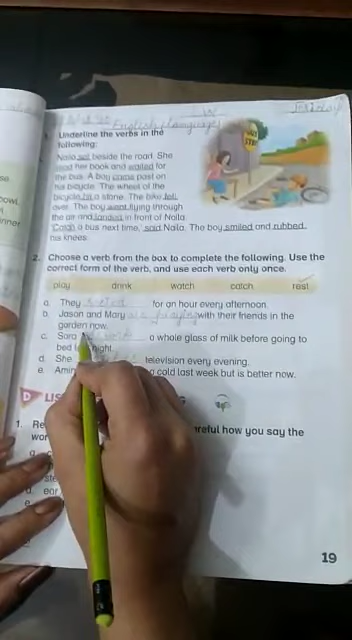 English Language
1. Underline the verbs in the
following:
Naila sat beside the road. She
read her book and waited for
the bus. A boy came past on
his bicycle. The wheel of the
bicycle hit a stone. The bike fell
over. The boy went flying through
the air and landed in front of Naila.
'Catch a bus next time,' said Naila. The boy smiled and rubbed
his knees.
BUS
STOP
2. Choose a verb from the box to complete the following. Use the
correct form of the verb, and use each verb only once.
play drink watch catch rest
a. They rested for an hour every afternoon.
b. Jason and Mary are playing with their friends in the
garden now.
c. Sara a whole glass of milk before going
to bed night.
d. She television every evening.
e. a cold last week but is better now.
D
1. careful how you say the
ear
19